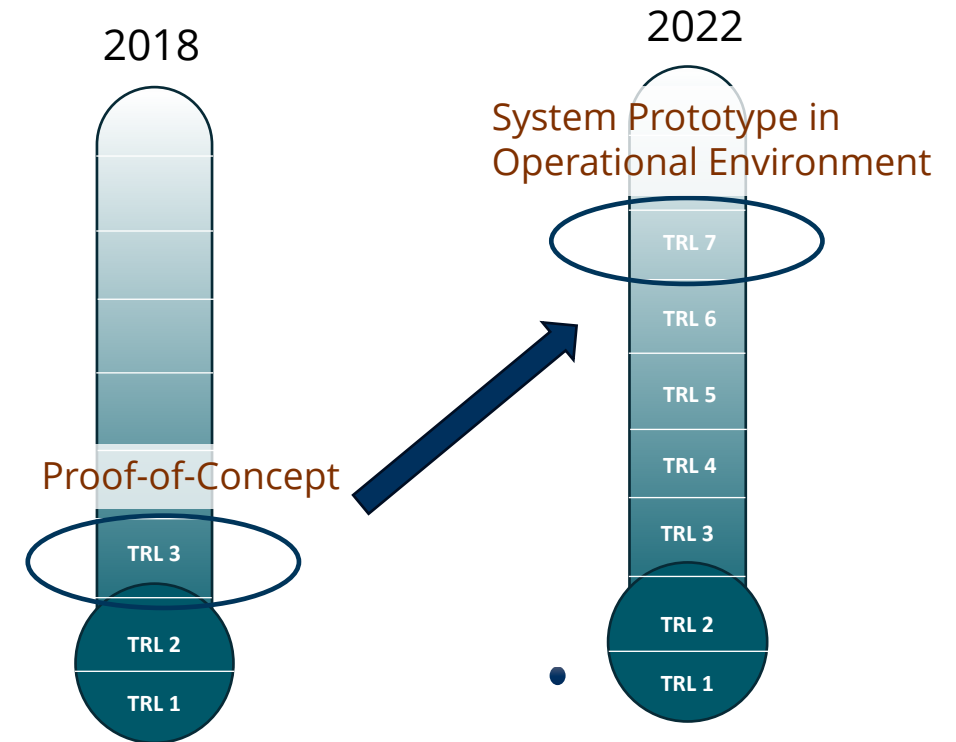 2018
Proof-of-Concept
TRL 3
TRL 2
TRL 1
2022
System Prototype in
Operational Environment
TRL 7
TRL 6
TRL 5
TRL 4
TRL 3
TRL 2
TRL 1